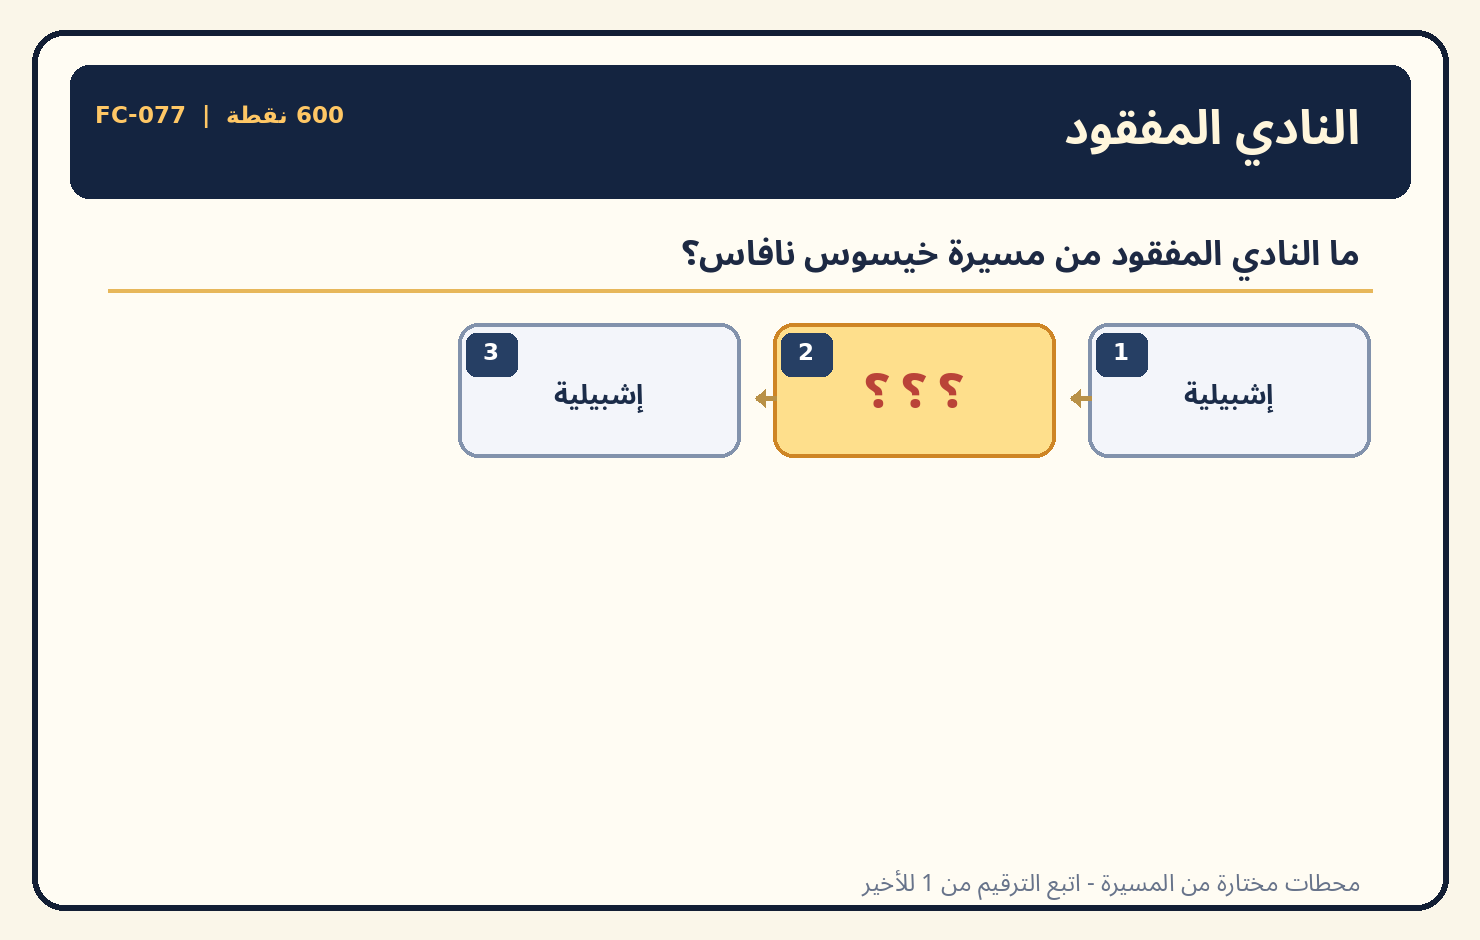 النادي المفقود
600 نقطة | FC-077
ما النادي المفقود من مسيرة خيسوس نافاس؟
1
إشبيلية
2
؟؟؟
3
إشبيلية
محطات مختارة من المسيرة - اتبع الترقيم من 1 للأخير